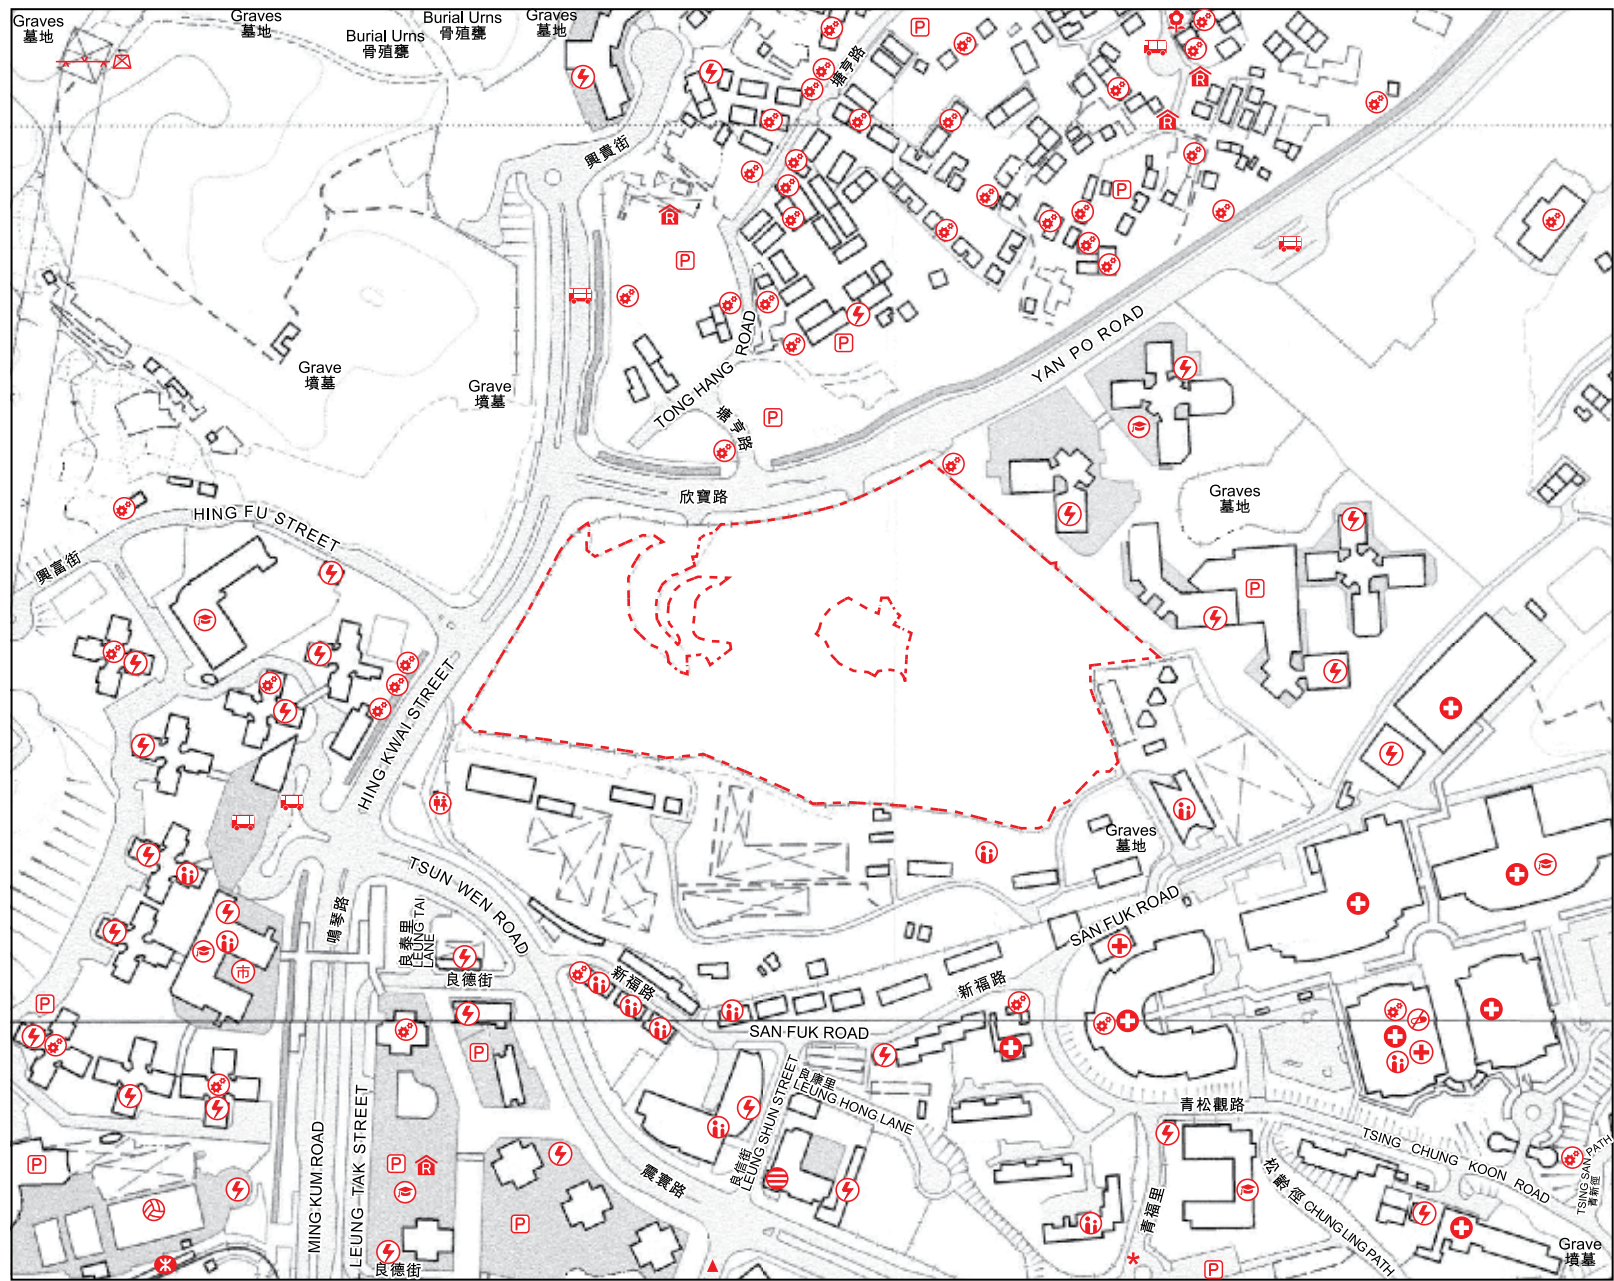 Graves
墓地
Graves
墓地
Burial Urns
骨殖甕
Burial Urns
骨殖甕
Graves
墓地
塘亨路
興貴街
P
R
R
P
R
P
P
YAN PO ROAD
TONG HANG ROAD
塘亨路
P
Grave
墳墓
Grave
墳墓
欣寶路
Graves
墓地
HING FU STREET
興富街
P
HING KWAI STREET
Graves
墓地
TSUN WEN ROAD
鳴琴路
良泰里
LEUNG TAI
LANE
良德街
市
SAN FUK ROAD
新福路
新福路
SAN FUK ROAD
P
P
良康里
LEUNG HONG LANE
LEUNG SHUN STREET
良信街
青松觀路
TSING CHUNG KOON ROAD
TSING SAN PATH
青新徑
松齡徑 CHUNG LING PATH
青福里
震寰路
MING KUM ROAD
LEUNG TAK STREET
P
P
R
P
良德街
P
Grave
墳墓